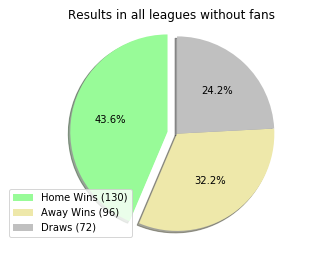 Results in all leagues without fans
24.2%
43.6%
32.2%
Home Wins (130)
Away Wins (96)
Draws (72)